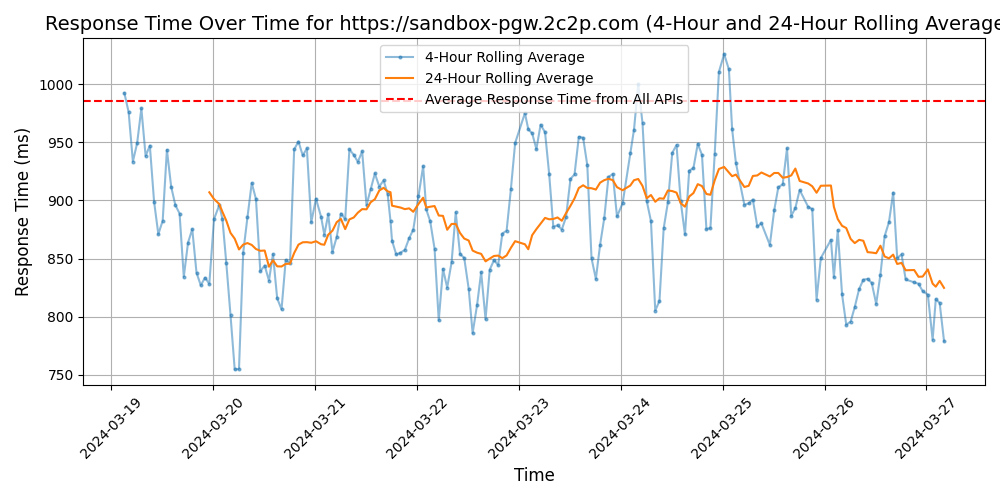 Response Time Over Time for https://sandbox-pgw.2c2p.com (4-Hour and 24-Hour Rolling Average
4-Hour Rolling Average
24-Hour Rolling Average
Average Response Time from All APIs
Response Time (ms)
1000
950
900
850
800
750
2024-03-19
2024-03-20
2024-03-21
2024-03-22
2024-03-23
2024-03-24
2024-03-25
2024-03-26
2024-03-27
Time